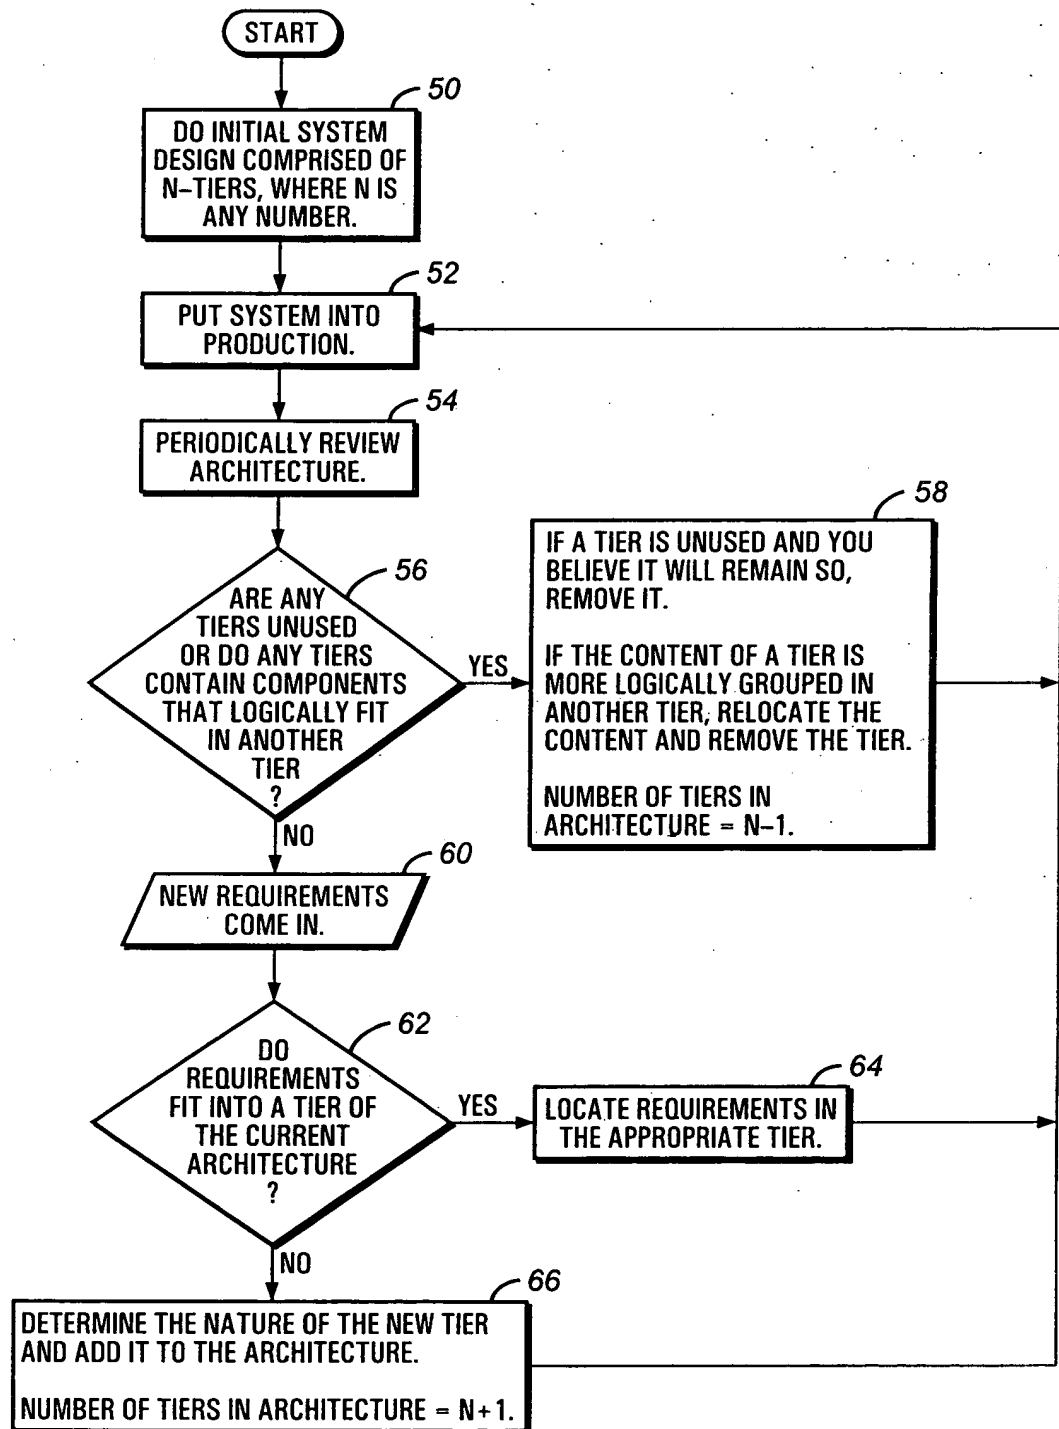 START
50
DO INITIAL SYSTEM
DESIGN COMPRISED OF
N-TIERS, WHERE N IS
ANY NUMBER.
52
PUT SYSTEM INTO
PRODUCTION.
54
PERIODICALLY REVIEW
ARCHITECTURE.
56
ARE ANY
TIERS UNUSED
OR DO ANY TIERS
CONTAIN COMPONENTS
THAT LOGICALLY FIT
IN ANOTHER
TIER
?
YES
58
IF A TIER IS UNUSED AND YOU
BELIEVE IT WILL REMAIN SO,
REMOVE IT.
IF THE CONTENT OF A TIER IS
MORE LOGICALLY GROUPED IN
ANOTHER TIER, RELOCATE THE
CONTENT AND REMOVE THE TIER.
NUMBER OF TIERS IN
ARCHITECTURE = N-1.
NO
60
NEW REQUIREMENTS
COME IN.
62
DO
REQUIREMENTS
FIT INTO A TIER OF
THE CURRENT
ARCHITECTURE
?
YES
64
LOCATE REQUIREMENTS IN
THE APPROPRIATE TIER.
NO
66
DETERMINE THE NATURE OF THE NEW TIER
AND ADD IT TO THE ARCHITECTURE.
NUMBER OF TIERS IN ARCHITECTURE = N+1.